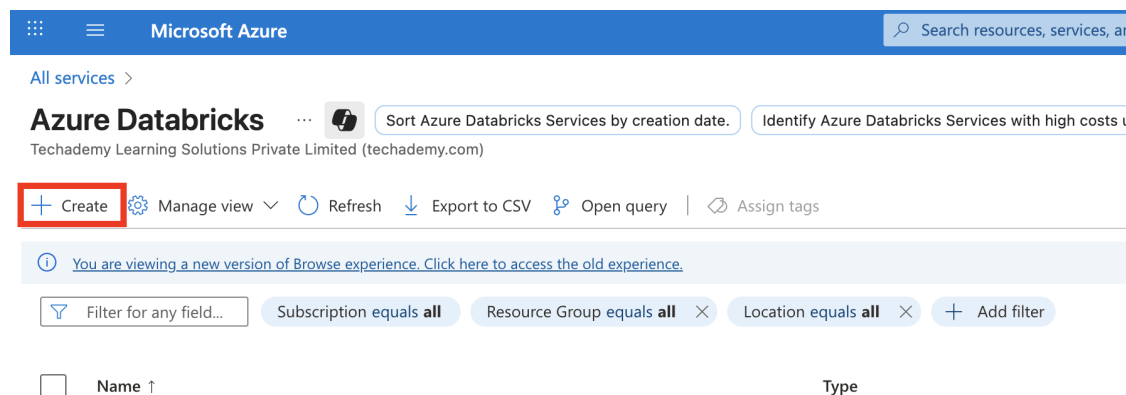 Microsoft Azure
Search resources, services, a
All services >
Azure Databricks ... Sort Azure Databricks Services by creation date. Identify Azure Databricks Services with high costs
Techademy Learning Solutions Private Limited (techademy.com)
+ Create Manage view Refresh Export to CSV Open query | Assign tags
You are viewing a new version of Browse experience. Click here to access the old experience.
Filter for any field... Subscription equals all Resource Group equals all × Location equals all × + Add filter
Name ↑ Type